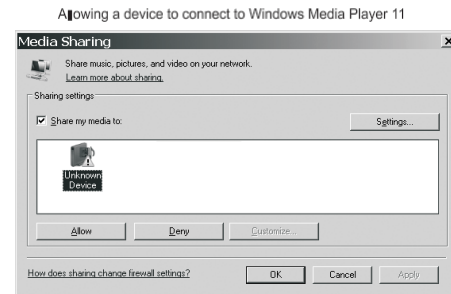 Allowing a device to connect to Windows Media Player 11
Media Sharing
Share music, pictures, and video on your network.
Learn more about sharing.
Sharing settings
Share my media to:
Settings...
Unknown
Device
Allow
Deny
Customize...
How does sharing change firewall settings?
OK
Cancel
Apply